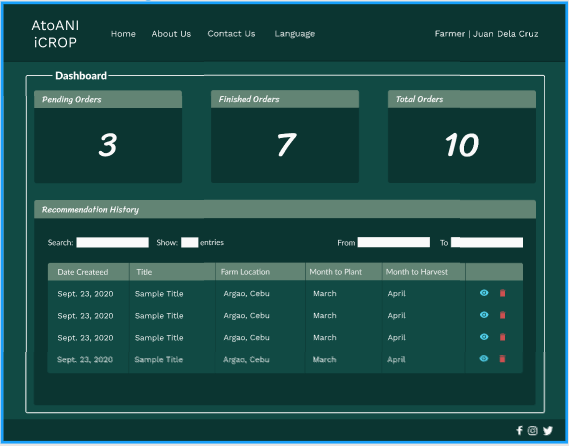 AtoANI
iCROP
Home About Us Contact Us Language Farmer | Juan Dela Cruz
Dashboard
Pending Orders Finished Orders Total Orders
3 7 10
Recommendation History
Search: Show: entries From To
Date Createed Title Farm Location Month to Plant Month to Harvest
Sept. 23, 2020 Sample Title Argao, Cebu March April
Sept. 23, 2020 Sample Title Argao, Cebu March April
Sept. 23, 2020 Sample Title Argao, Cebu March April
Sept. 23, 2020 Sample Title Argao, Cebu March April